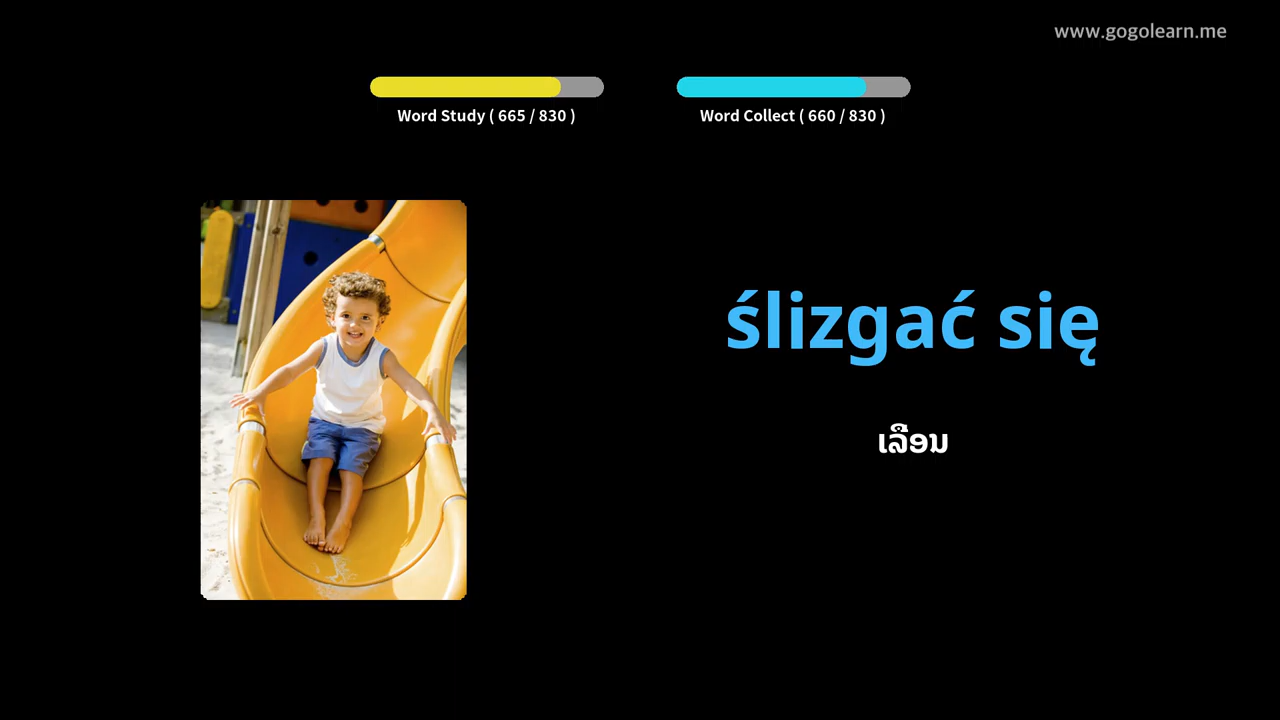 www.gogolearn.me
Word Study ( 665 / 830 )
Word Collect ( 660 / 830 )
ślizgać się
ເລືອນ